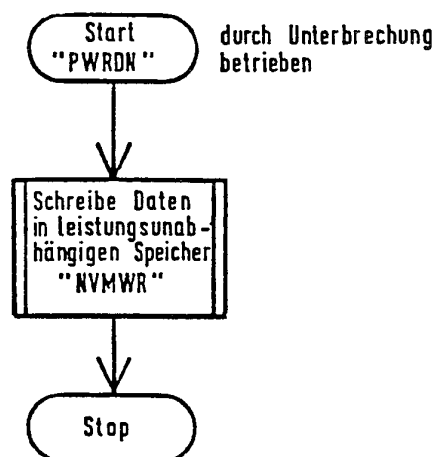 Start
"PWRDN"
durch Unterbrechung
betrieben
Schreibe Daten
in leistungsunab-
hängigen Speicher
"NVMWR"
Stop